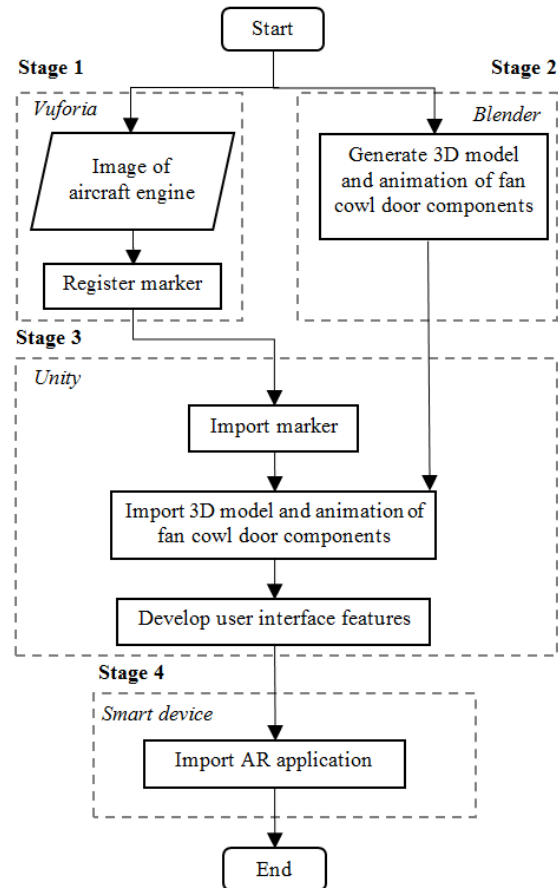 Start
Stage 1
Stage 2
Vuforia
Blender
Image of
aircraft engine
Generate 3D model
and animation of fan
cowl door components
Register marker
Stage 3
Unity
Import marker
Import 3D model and animation of
fan cowl door components
Develop user interface features
Stage 4
Smart device
Import AR application
End